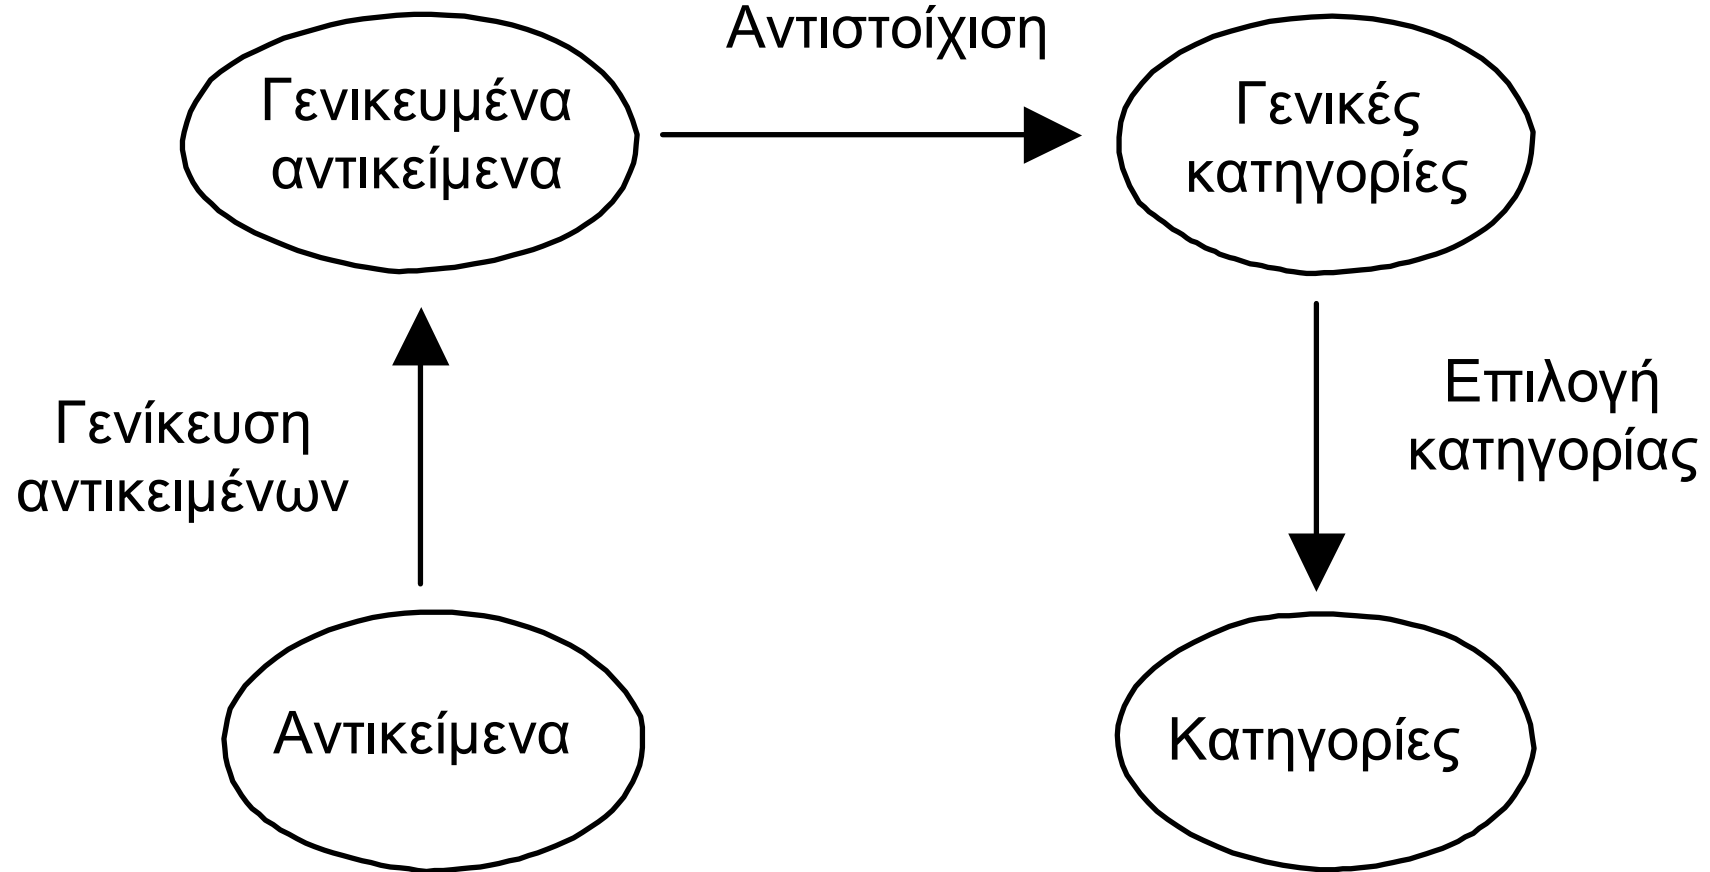 Αντιστοίχιση
Γενικευμένα
αντικείμενα
Γενικές
κατηγορίες
Γενίκευση
αντικειμένων
Επιλογή
κατηγορίας
Αντικείμενα
Κατηγορίες